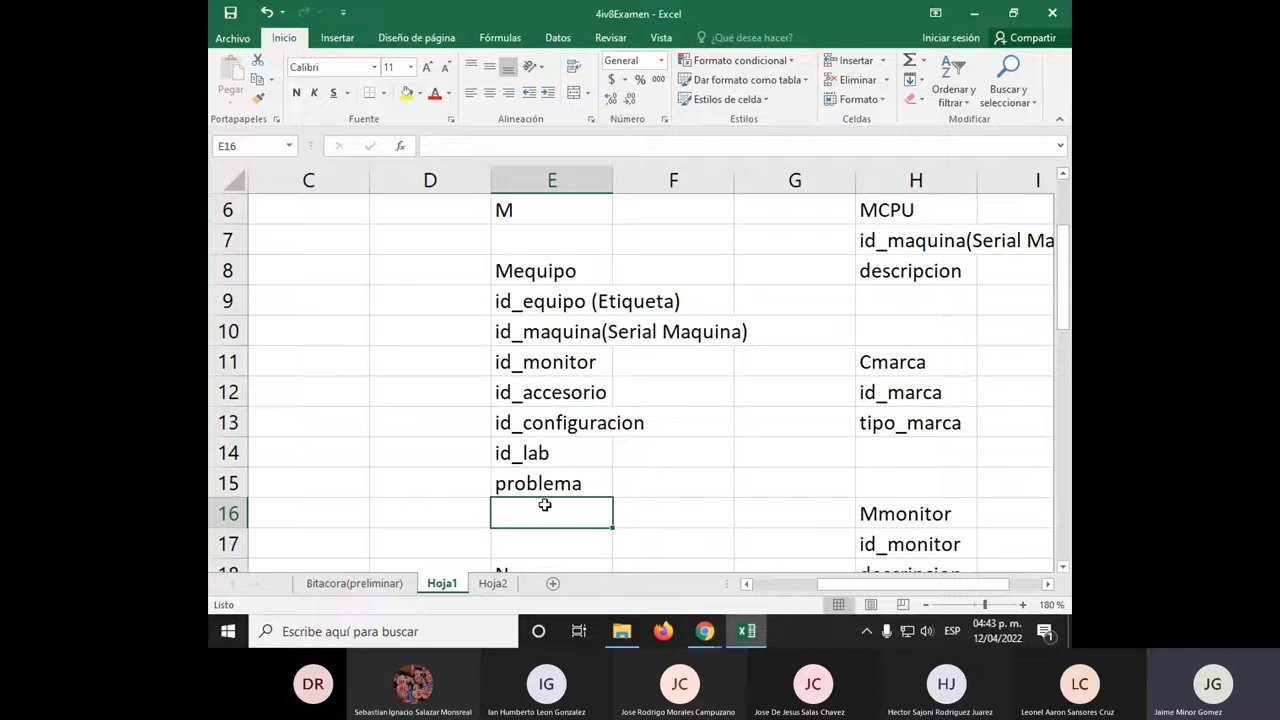 4iv8Examen - Excel
Archivo Inicio Insertar Diseño de página Fórmulas Datos Revisar Vista ¿Qué desea hacer? Iniciar sesión Compartir
Pegar
Calibri 11
N K S
General
$ % 000
Formato condicional
Dar formato como tabla
Estilos de celda
Insertar
Eliminar
Formato
Ordenar y filtrar
Buscar y seleccionar
Portapapeles Fuente Alineación Número Estilos Celdas Modificar
E16 fx
C D E F G H I
6 M MCPU
7 id_maquina(Serial Ma
8 Mequipo descripcion
9 id_equipo (Etiqueta)
10 id_maquina(Serial Maquina)
11 id_monitor Cmarca
12 id_accesorio id_marca
13 id_configuracion tipo_marca
14 id_lab
15 problema
16 Mmonitor
17 id_monitor
Bitacora(preliminar) Hoja1 Hoja2
Listo 180 %
Escribe aquí para buscar
ESP
04:43 p. m.
12/04/2022
1
DR IG JC JC HJ LC JG
Sebastian Ignacio Salazar Monsreal Ian Humberto Leon Gonzalez Jose Rodrigo Morales Campuzano Jose De Jesus Salas Chavez Hector Sajoni Rodriguez Juarez Leonel Aaron Sansores Cruz Jaime Minor Gomez